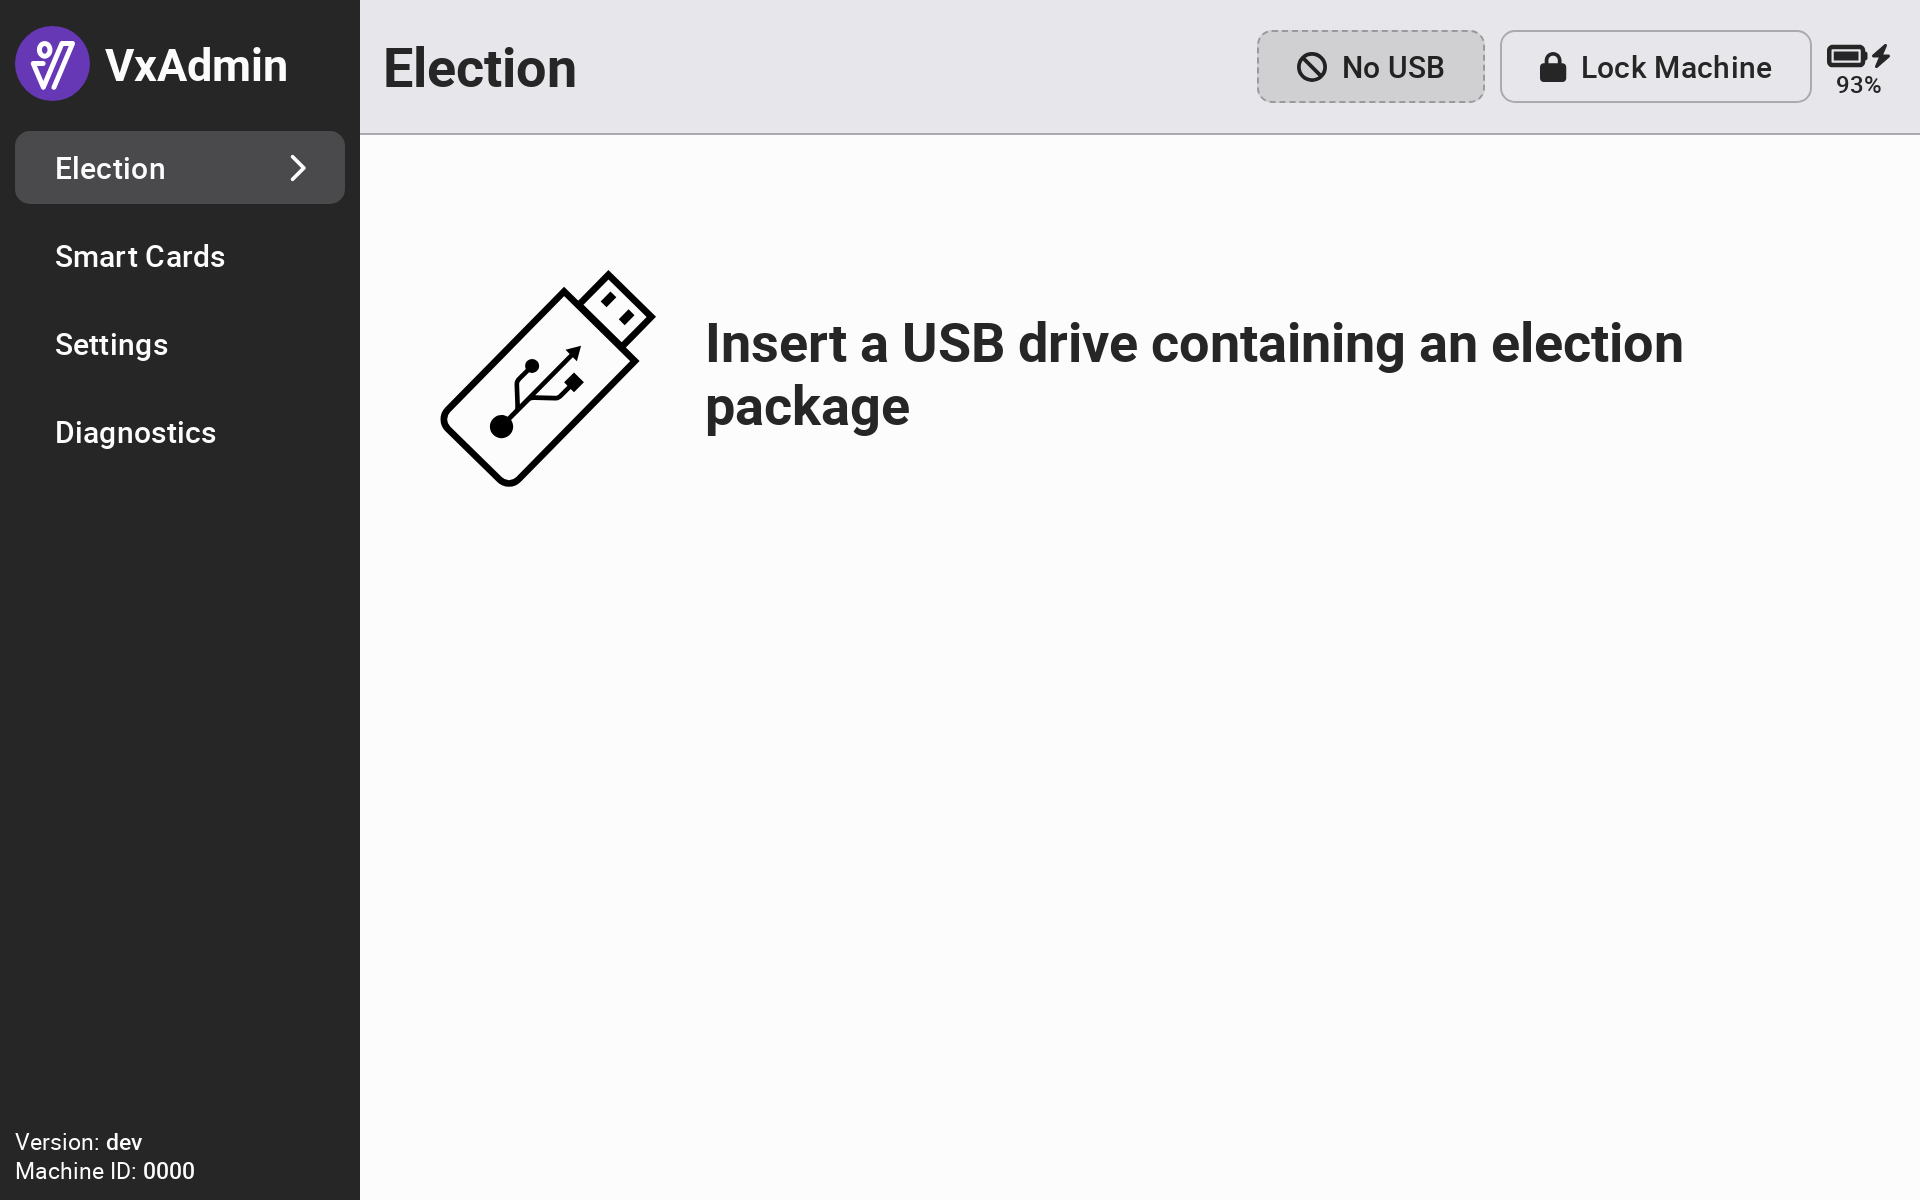 VxAdmin
Election
Smart Cards
Settings
Diagnostics
Version: dev
Machine ID: 0000
Election
No USB
Lock Machine
93%
Insert a USB drive containing an election
package